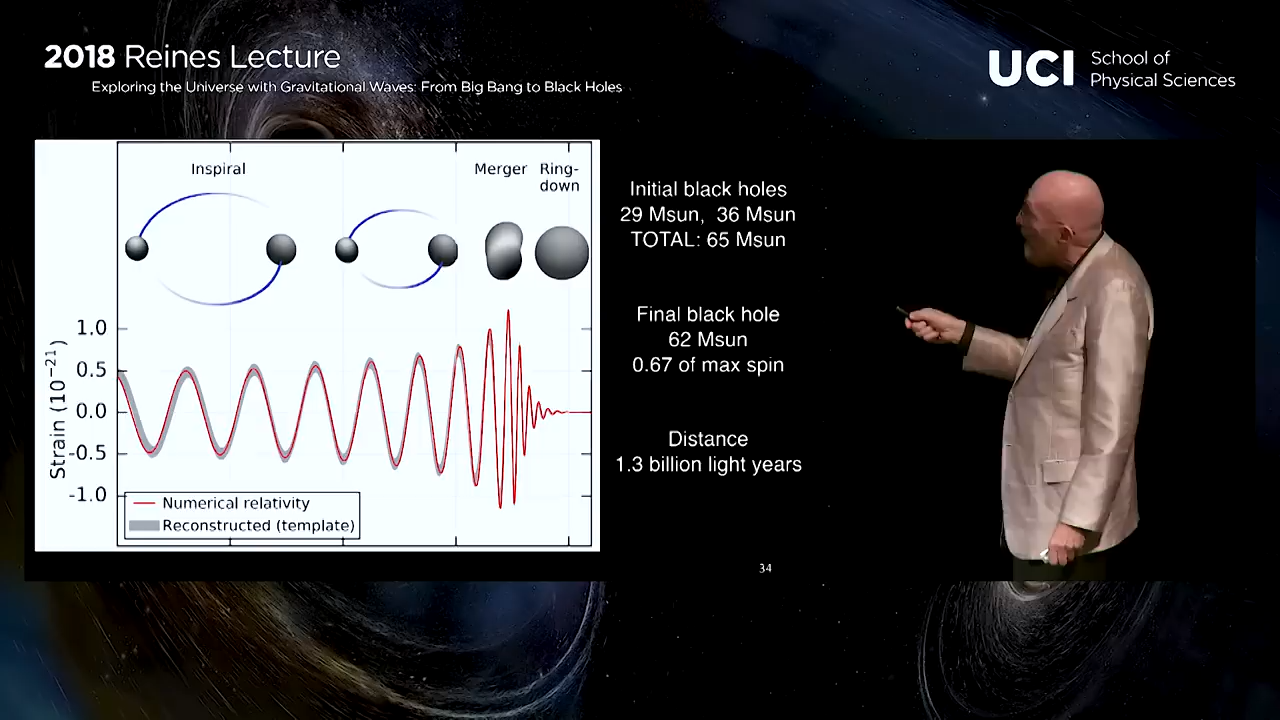 2018 Reines Lecture
Exploring the Universe with Gravitational Waves: From Big Bang to Black Holes
UCI School of
Physical Sciences
Inspiral
Merger
Ring-
down
1.0
0.5
0.0
-0.5
-1.0
Strain (10⁻²¹)
Numerical relativity
Reconstructed (template)
Initial black holes
29 Msun, 36 Msun
TOTAL: 65 Msun
Final black hole
62 Msun
0.67 of max spin
Distance
1.3 billion light years
34